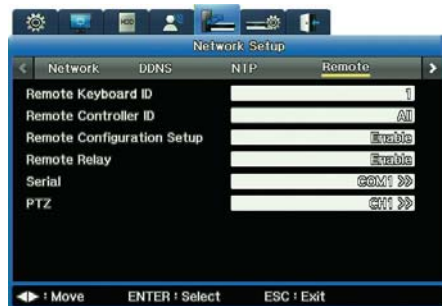 HDD
Network Setup
< Network DDNS NTP Remote >
Remote Keyboard ID 1
Remote Controller ID All
Remote Configuration Setup Enable
Remote Relay Enable
Serial COM1 >>
PTZ CH1 >>
◀▶ : Move ENTER : Select ESC : Exit